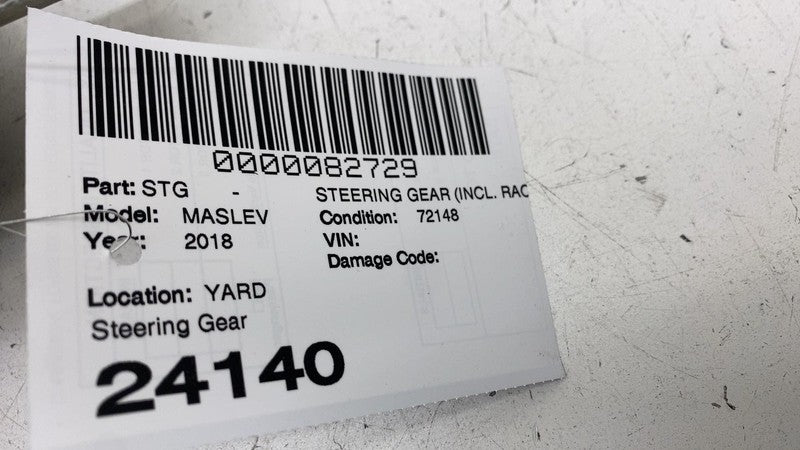 0000082729
Part: STG - STEERING GEAR (INCL. RAC
Model: MASLEV Condition: 72148
Year: 2018 VIN:
Damage Code:
Location: YARD
Steering Gear
24140